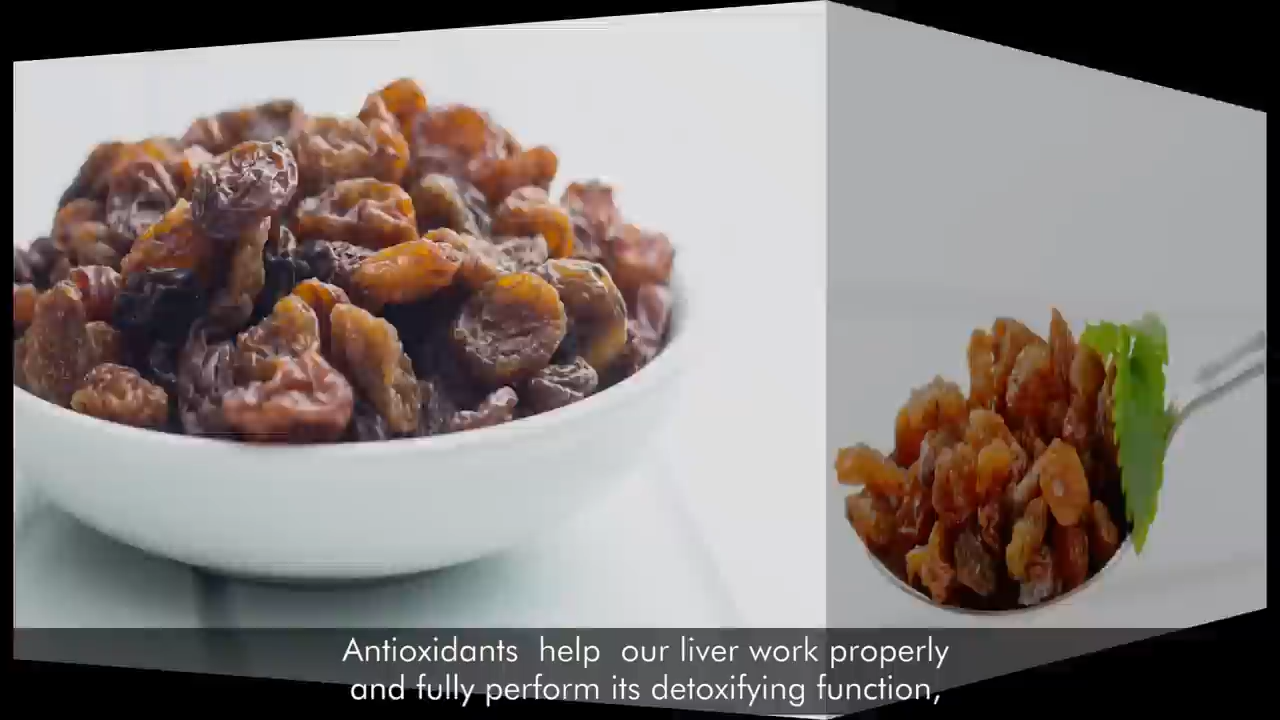 Antioxidants help our liver work properly
and fully perform its detoxifying function,